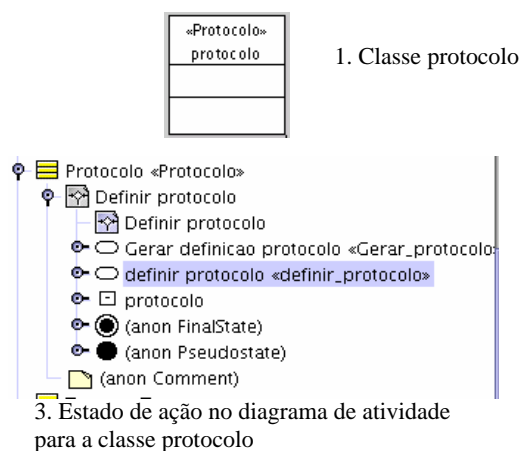 «Protocolo»
protocolo
1. Classe protocolo
Protocolo «Protocolo»
Definir protocolo
Definir protocolo
Gerar definicao protocolo «Gerar_protocolo»
definir protocolo «definir_protocolo»
protocolo
(anon FinalState)
(anon Pseudostate)
(anon Comment)
3. Estado de ação no diagrama de atividade
para a classe protocolo